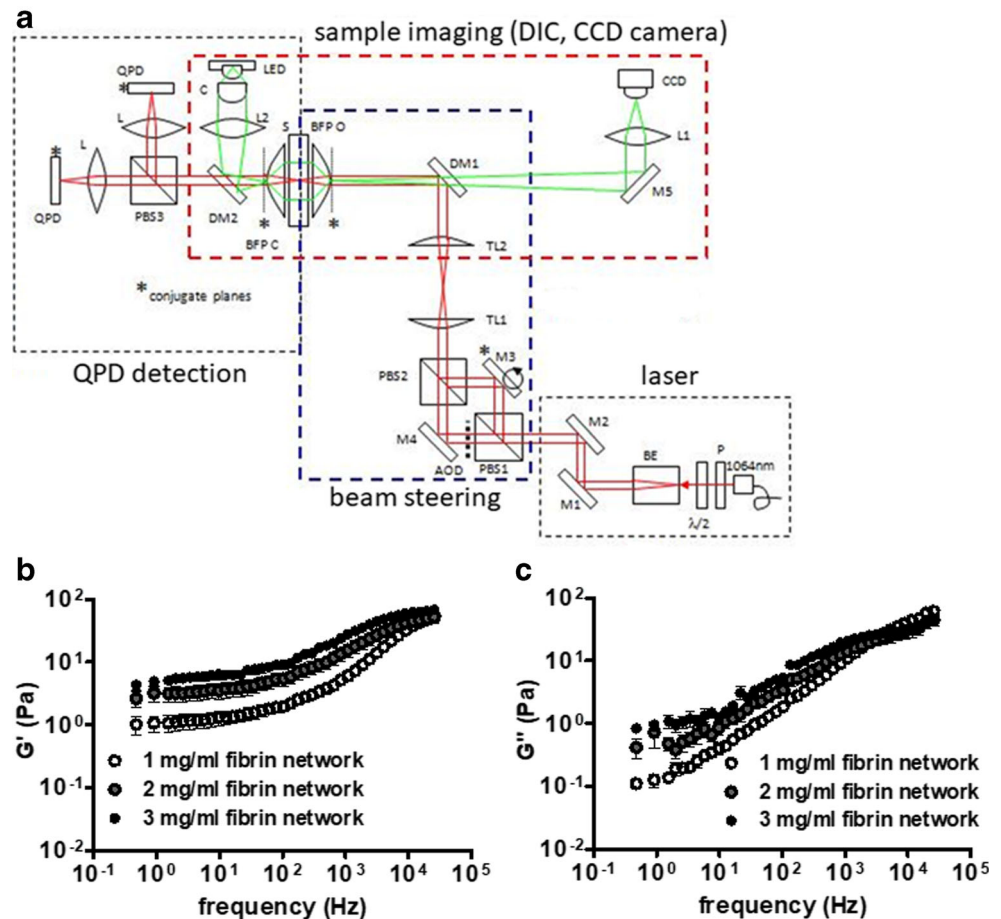 a
sample imaging (DIC, CCD camera)
QPD
LED
CCD
*
C
L
L2
S
BFP O
L1
*
L
DM1
M5
QPD
PBS3
DM2
*
*
BFP C
TL2
*conjugate planes
TL1
QPD detection
*
M3
laser
PBS2
M4
M2
BE
P
1064nm
AOD
PBS1
M1
λ/2
beam steering
b
c
10²
10¹
10⁰
10⁻¹
10⁻²
G' (Pa)
1 mg/ml fibrin network
2 mg/ml fibrin network
3 mg/ml fibrin network
10⁻¹ 10⁰ 10¹ 10² 10³ 10⁴ 10⁵
frequency (Hz)
10²
10¹
10⁰
10⁻¹
10⁻²
G'' (Pa)
1 mg/ml fibrin network
2 mg/ml fibrin network
3 mg/ml fibrin network
10⁻¹ 10⁰ 10¹ 10² 10³ 10⁴ 10⁵
frequency (Hz)